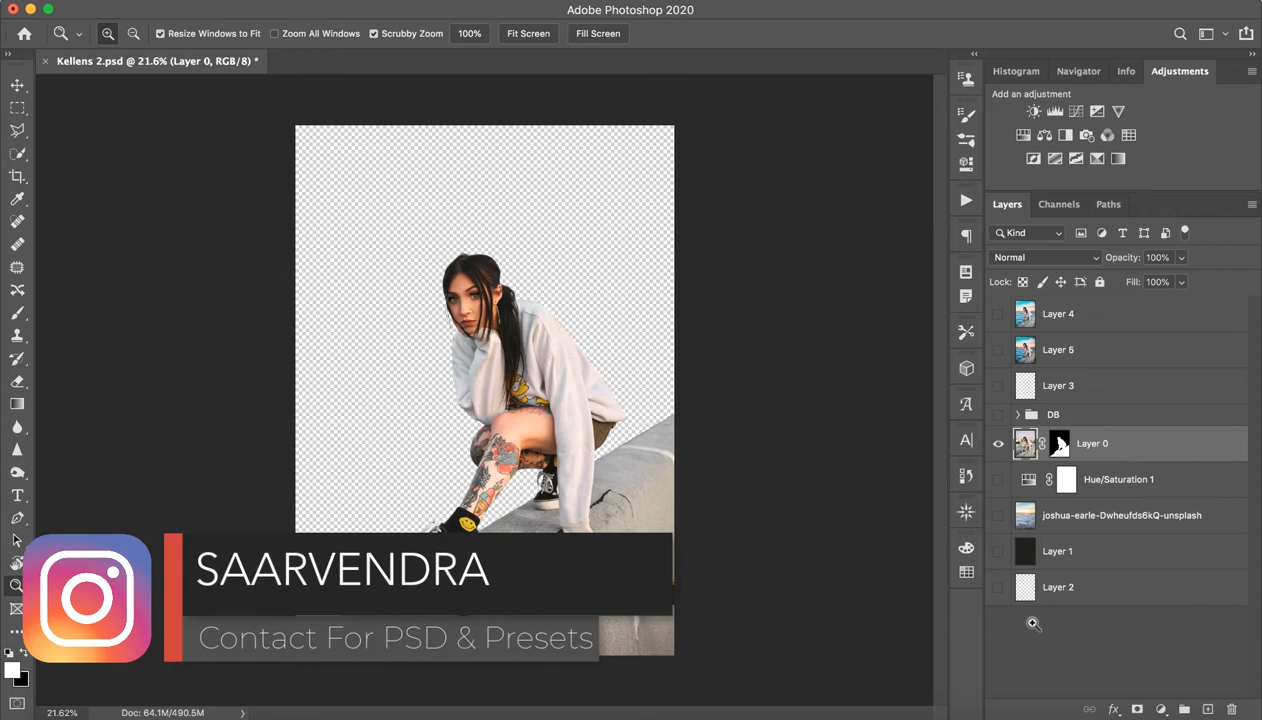 Adobe Photoshop 2020
Resize Windows to Fit
Zoom All Windows
Scrubby Zoom
100%
Fit Screen
Fill Screen
Kellens 2.psd @ 21.6% (Layer 0, RGB/8) *
Histogram
Navigator
Info
Adjustments
Add an adjustment
Layers
Channels
Paths
Kind
Normal
Opacity: 100%
Lock:
Fill: 100%
Layer 4
Layer 5
Layer 3
DB
Layer 0
Hue/Saturation 1
joshua-earle-Dwheufds6kQ-unsplash
Layer 1
Layer 2
SAARVENDRA
Contact For PSD & Presets
21.62%
Doc: 64.1M/490.5M